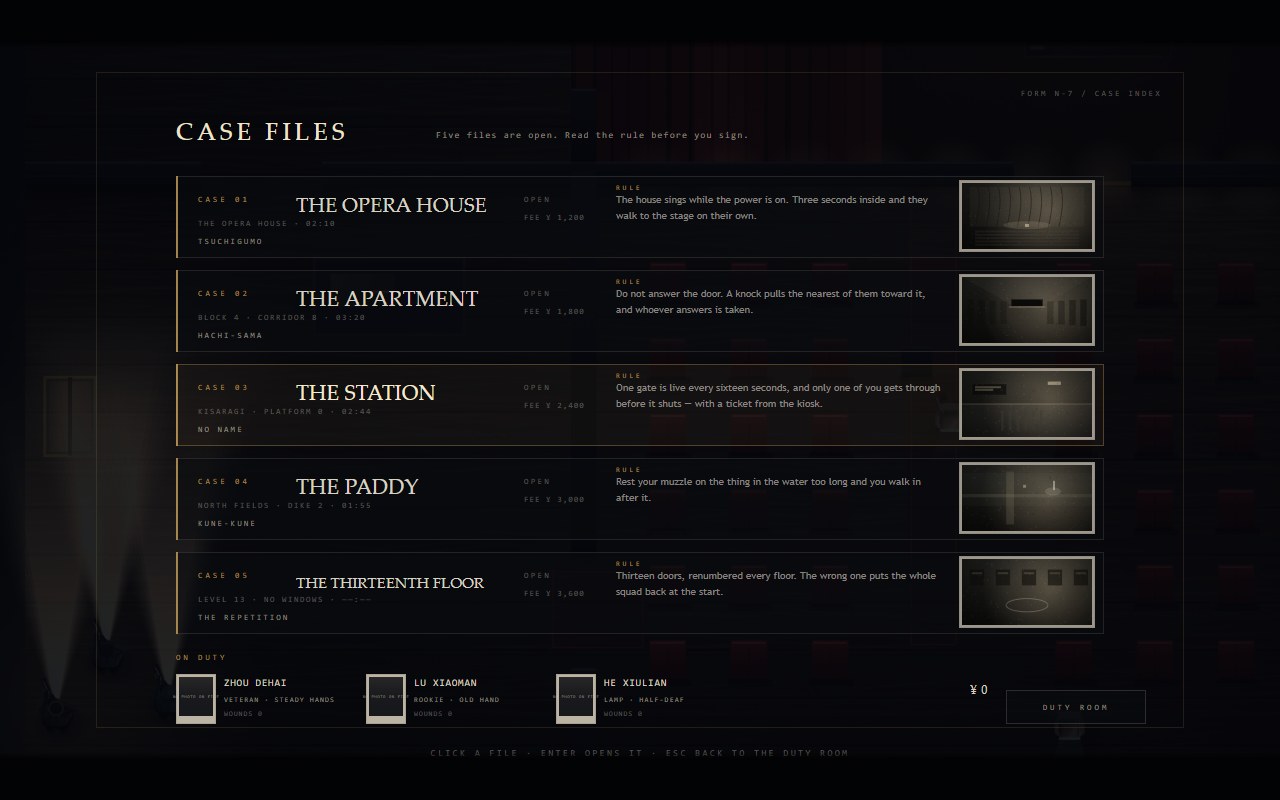 FORM N-7 / CASE INDEX
CASE FILES
Five files are open. Read the rule before you sign.
CASE 01
THE OPERA HOUSE
THE OPERA HOUSE · 02:10
TSUCHIGUMO
OPEN
FEE ¥ 1,200
RULE
The house sings while the power is on. Three seconds inside and they
walk to the stage on their own.
CASE 02
THE APARTMENT
BLOCK 4 · CORRIDOR 8 · 03:20
HACHI-SAMA
OPEN
FEE ¥ 1,800
RULE
Do not answer the door. A knock pulls the nearest of them toward it,
and whoever answers is taken.
CASE 03
THE STATION
KISARAGI · PLATFORM 0 · 02:44
NO NAME
OPEN
FEE ¥ 2,400
RULE
One gate is live every sixteen seconds, and only one of you gets through
before it shuts — with a ticket from the kiosk.
CASE 04
THE PADDY
NORTH FIELDS · DIKE 2 · 01:55
KUNE-KUNE
OPEN
FEE ¥ 3,000
RULE
Rest your muzzle on the thing in the water too long and you walk in
after it.
CASE 05
THE THIRTEENTH FLOOR
LEVEL 13 · NO WINDOWS · --:--
THE REPETITION
OPEN
FEE ¥ 3,600
RULE
Thirteen doors, renumbered every floor. The wrong one puts the whole
squad back at the start.
ON DUTY
ZHOU DEHAI
VETERAN · STEADY HANDS
WOUNDS 0
LU XIAOMAN
ROOKIE · OLD HAND
WOUNDS 0
HE XIULIAN
LAMP · HALF-DEAF
WOUNDS 0
¥ 0
DUTY ROOM
CLICK A FILE · ENTER OPENS IT · ESC BACK TO THE DUTY ROOM